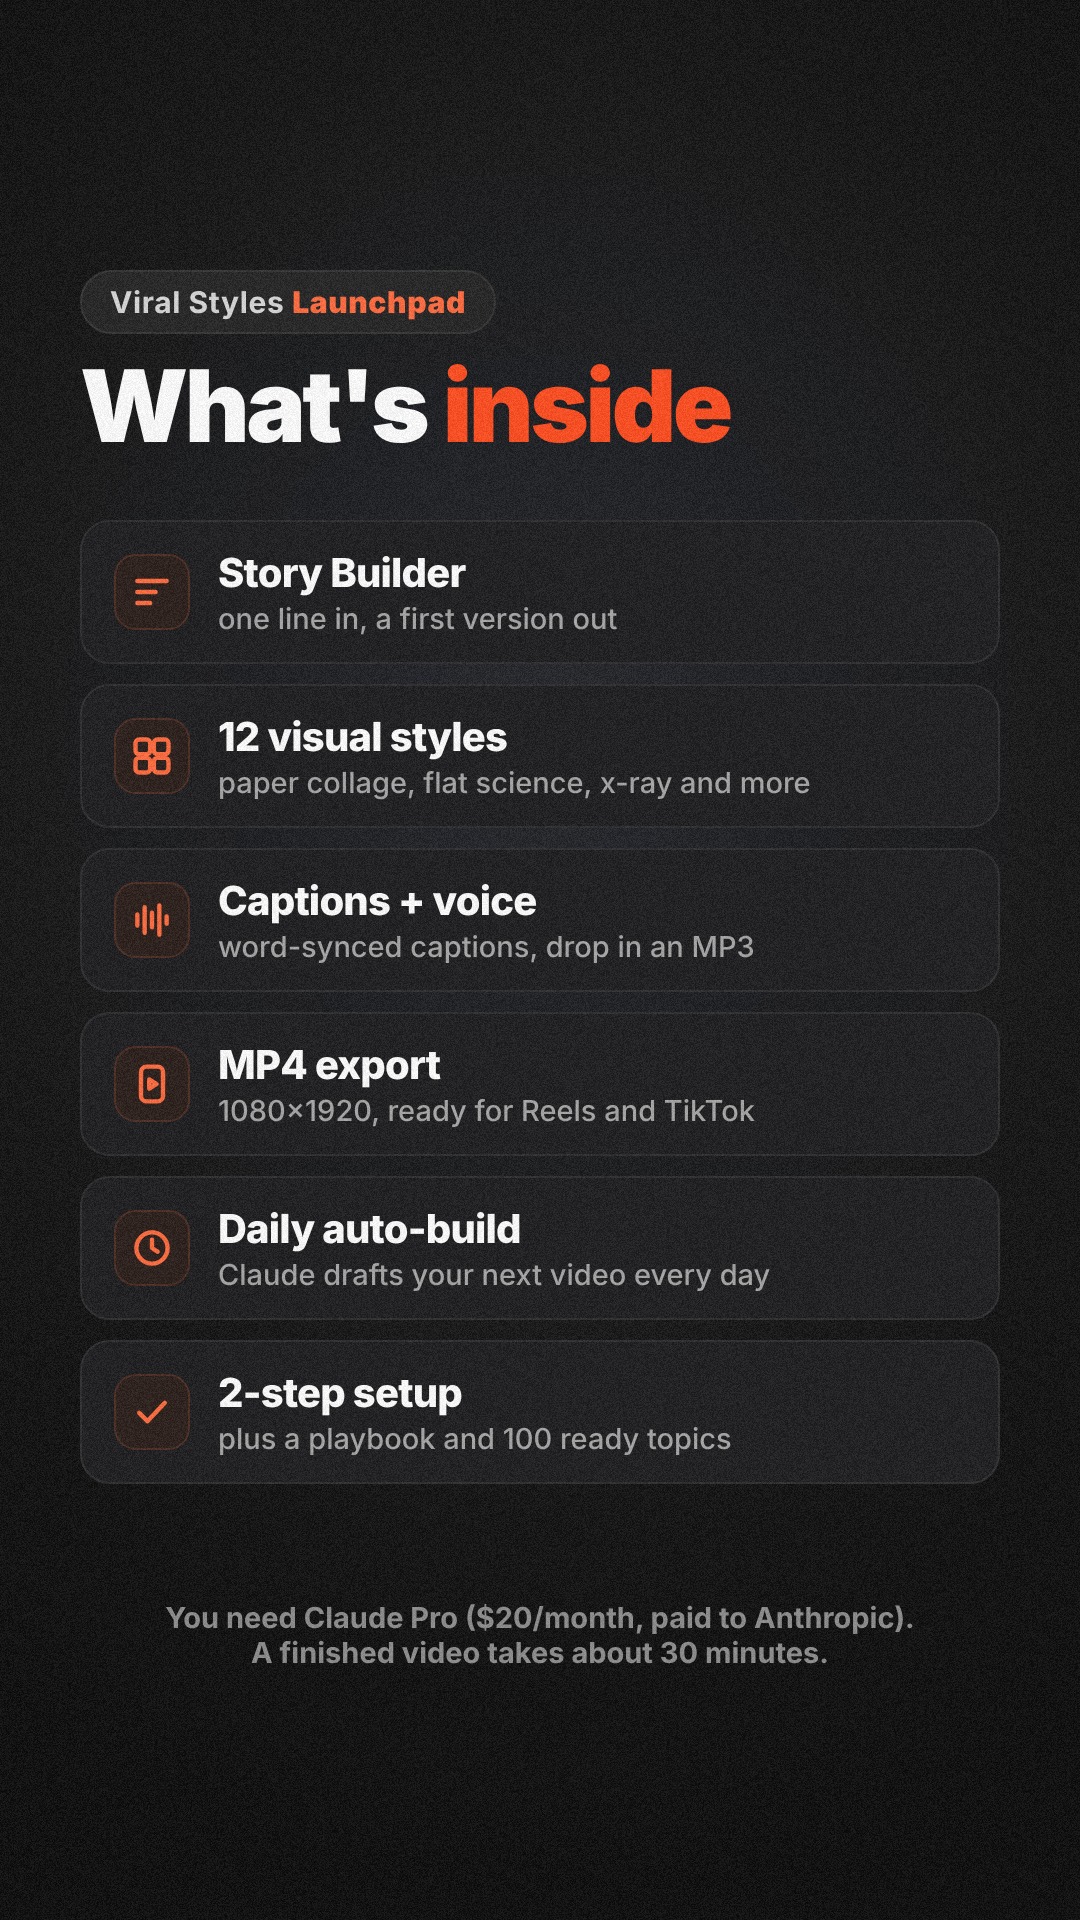 Viral Styles Launchpad
What's inside
Story Builder
one line in, a first version out
12 visual styles
paper collage, flat science, x-ray and more
Captions + voice
word-synced captions, drop in an MP3
MP4 export
1080×1920, ready for Reels and TikTok
Daily auto-build
Claude drafts your next video every day
2-step setup
plus a playbook and 100 ready topics
You need Claude Pro ($20/month, paid to Anthropic).
A finished video takes about 30 minutes.